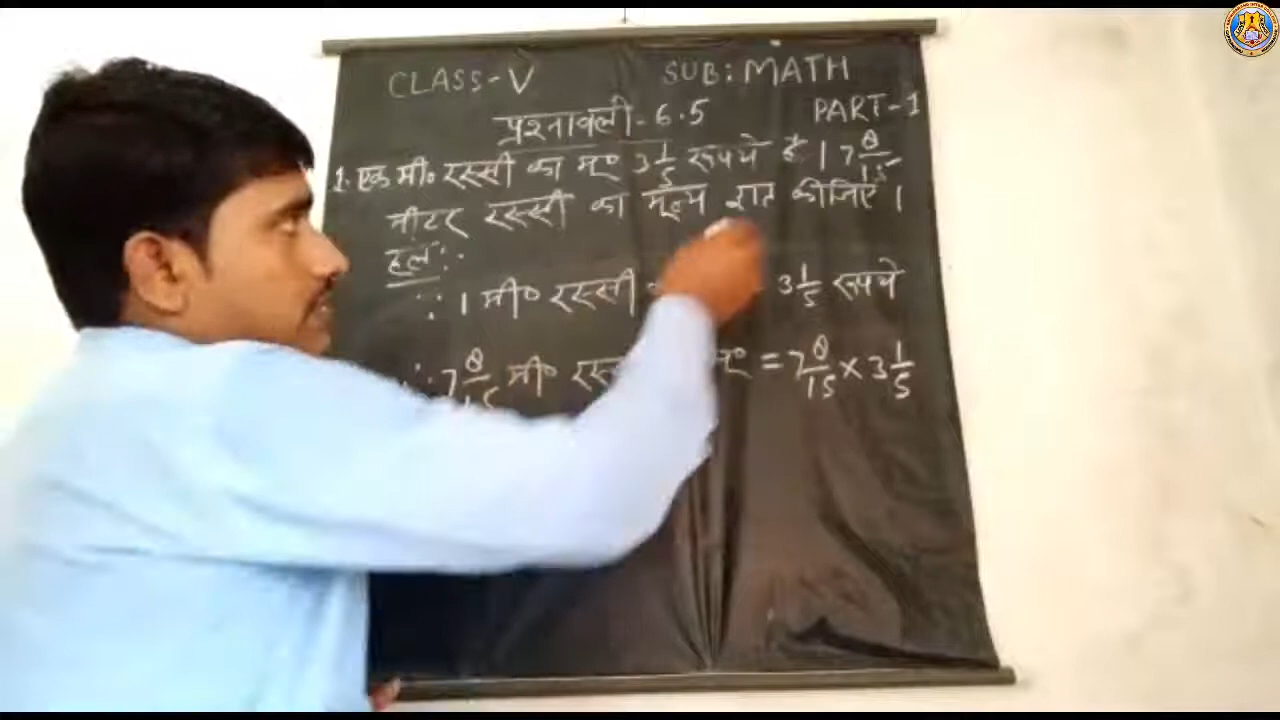 CLASS-V SUB: MATH
प्रश्नावली-6.5 PART-1
1. एक मी० रस्सी का मू० 3 1/5 रूपये है। 7 8/15
मीटर रस्सी का मूल्य ज्ञात कीजिए।
हल:-
∵ 1 मी० रस्सी 3 1/5 रूपये
∴ 7 8/15 मी० मू० = 7 8/15 × 3 1/5